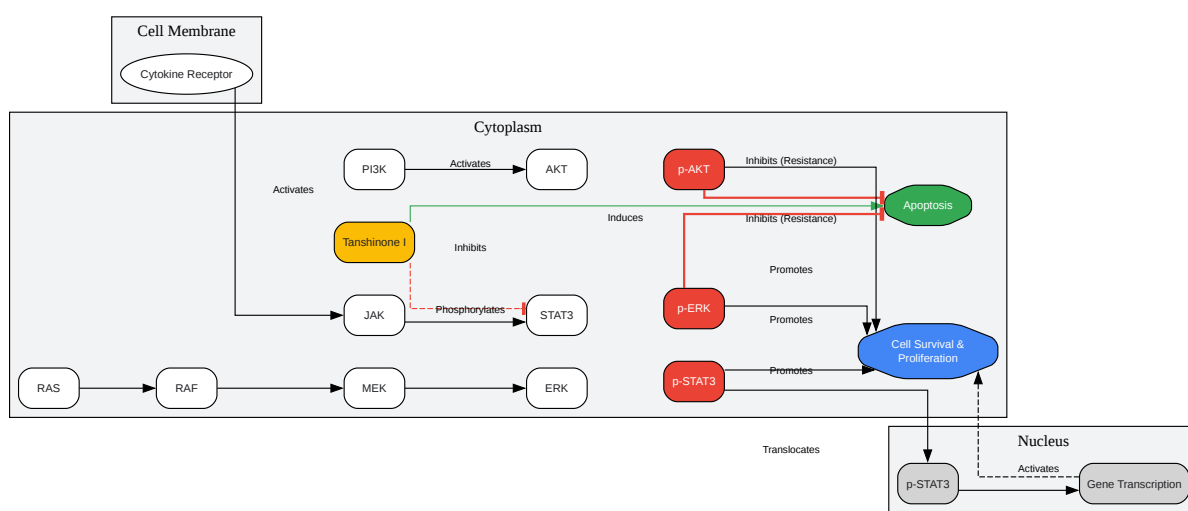 Cell Membrane
Cytokine Receptor
Cytoplasm
PI3K
Activates
AKT
p-AKT
Inhibits (Resistance)
Activates
Apoptosis
Induces
Inhibits (Resistance)
Tanshinone I
Inhibits
Promotes
JAK
Phosphorylates
STAT3
p-ERK
Promotes
Cell Survival &
Proliferation
RAS
RAF
MEK
ERK
p-STAT3
Promotes
Nucleus
Translocates
p-STAT3
Activates
Gene Transcription